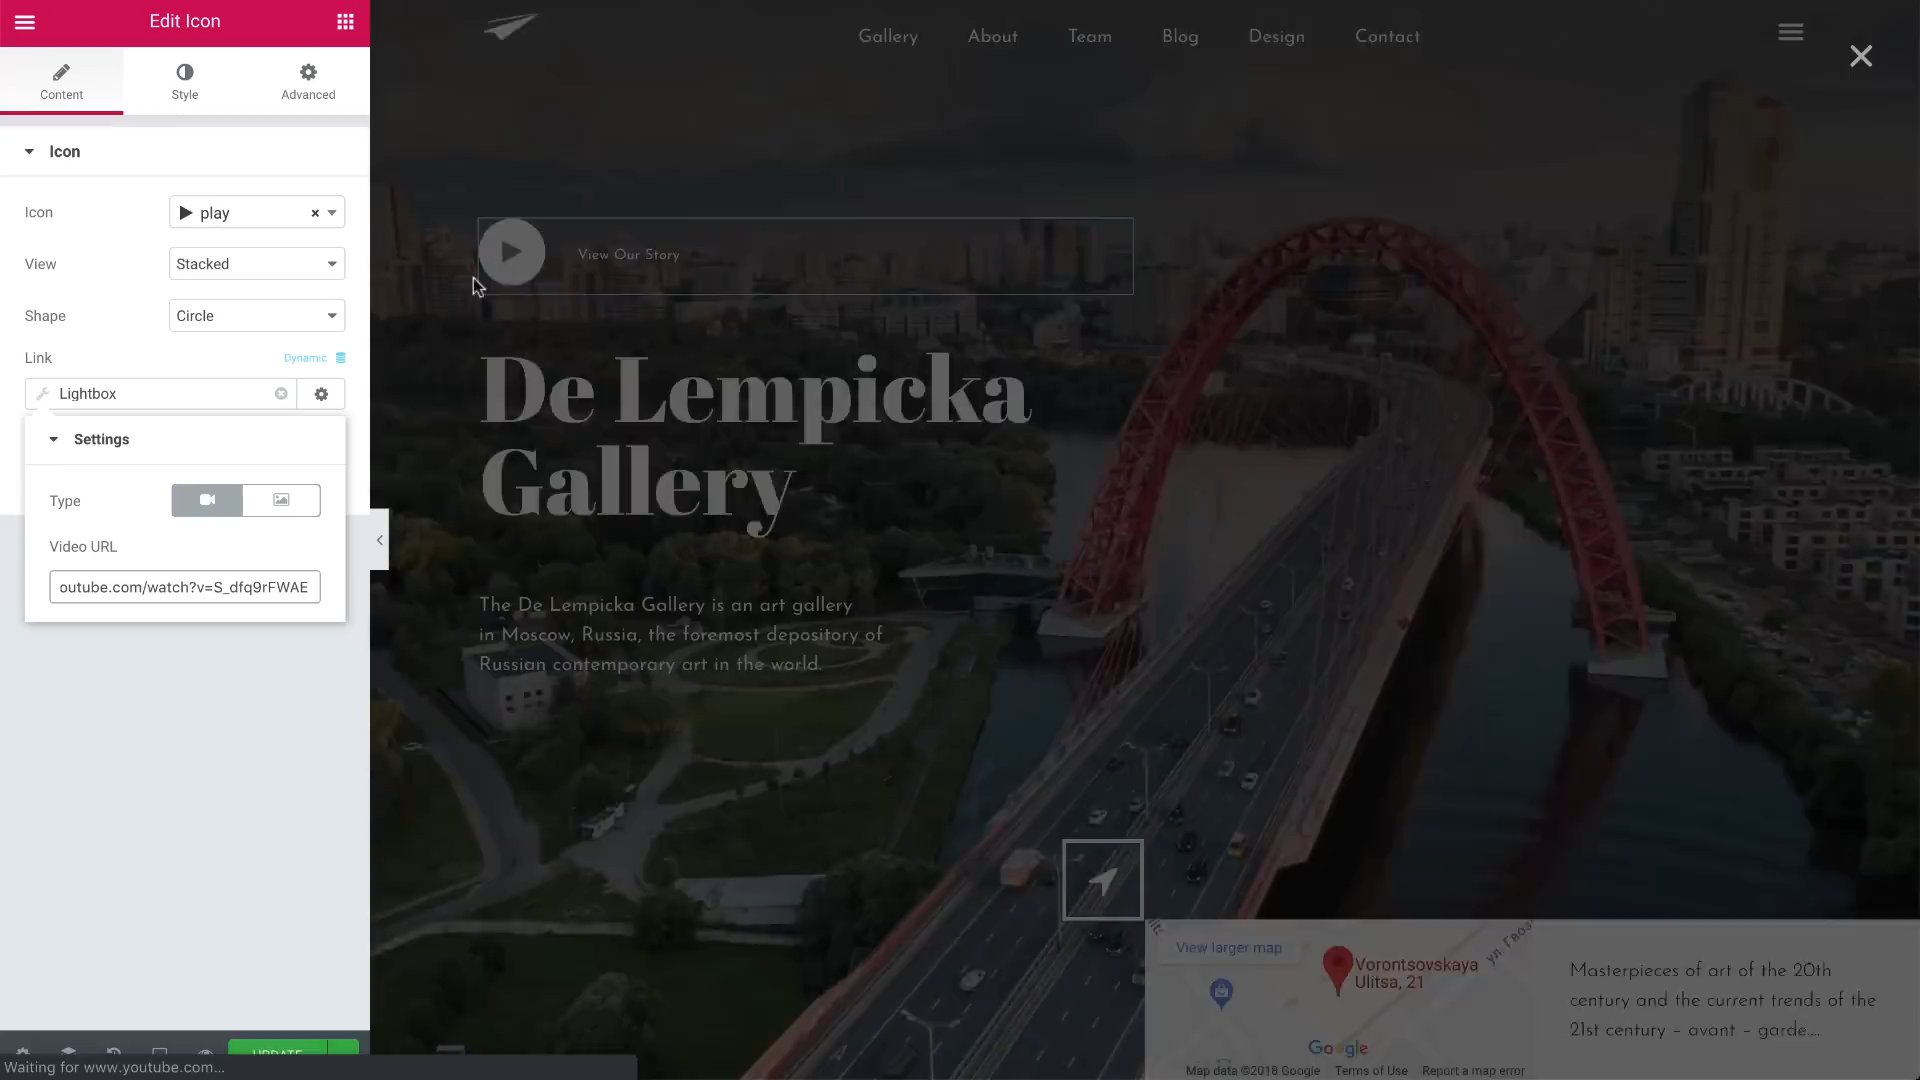 Edit Icon
Content
Style
Advanced
Icon
Icon
play
View
Stacked
Shape
Circle
Link
Dynamic
Lightbox
Settings
Type
Video URL
outube.com/watch?v=S_dfq9rFWAE
UPDATE
Waiting for www.youtube.com...
Gallery
About
Team
Blog
Design
Contact
View Our Story
De Lempicka
Gallery
The De Lempicka Gallery is an art gallery
in Moscow, Russia, the foremost depository of
Russian contemporary art in the world.
View larger map
Vorontsovskaya
Ulitsa, 21
ул. Гвоз
Google
Map data ©2018 Google
Terms of Use
Report a map error
Masterpieces of art of the 20th
century and the current trends of the
21st century – avant – garde....